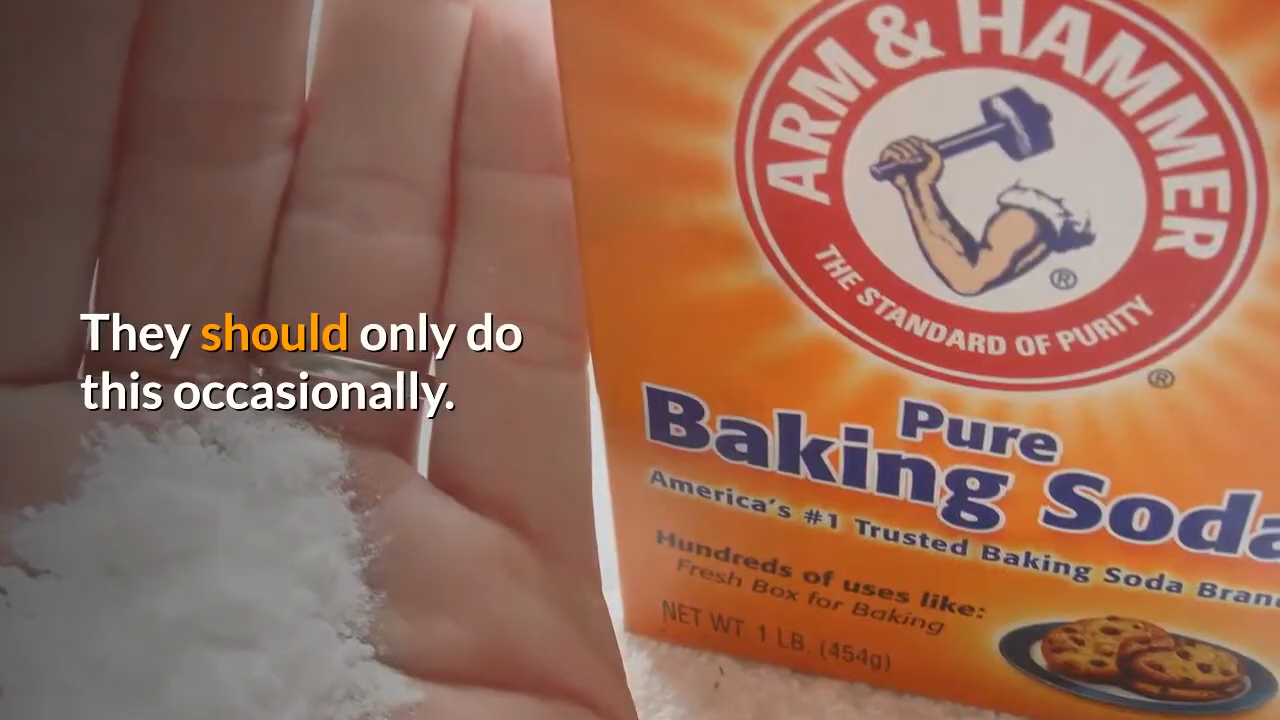 They should only do
this occasionally.
ARM & HAMMER
THE STANDARD OF PURITY
®
®
Pure
Baking Soda
America's #1 Trusted Baking Soda Bran
Hundreds of uses like:
Fresh Box for Baking
NET WT. 1 LB. (454g)